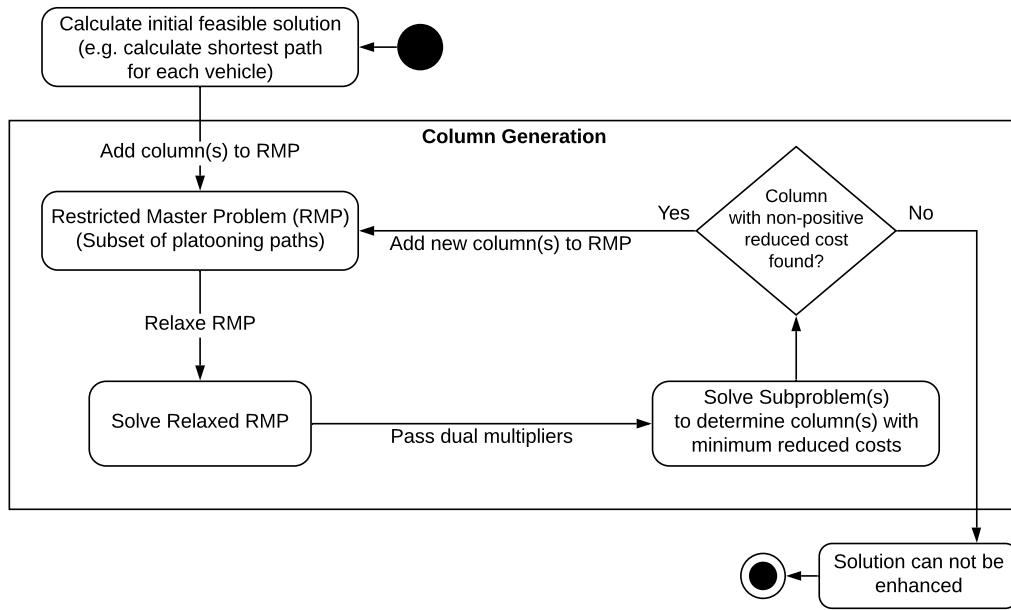 Calculate initial feasible solution
(e.g. calculate shortest path
for each vehicle)
Column Generation
Add column(s) to RMP
Restricted Master Problem (RMP)
(Subset of platooning paths)
Yes
Add new column(s) to RMP
Column
with non-positive
reduced cost
found?
No
Relaxe RMP
Solve Relaxed RMP
Pass dual multipliers
Solve Subproblem(s)
to determine column(s) with
minimum reduced costs
Solution can not be
enhanced